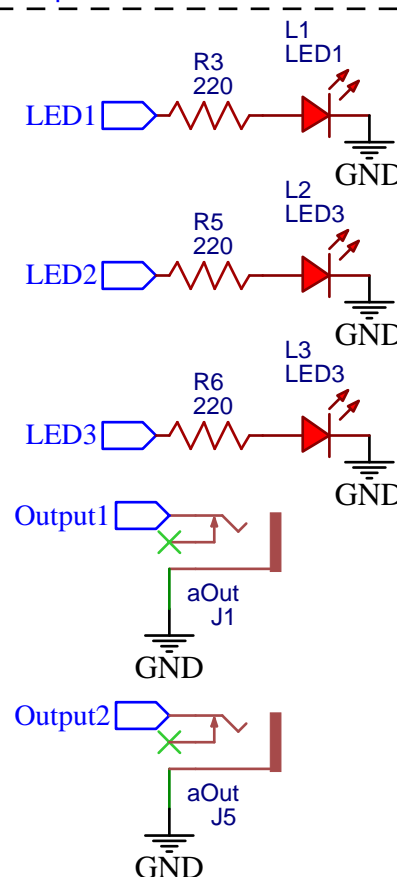 L1
LED1
R3
220
LED1
GND
L2
LED3
R5
220
LED2
GND
L3
LED3
R6
220
LED3
GND
Output1
aOut
J1
GND
Output2
aOut
J5
GND